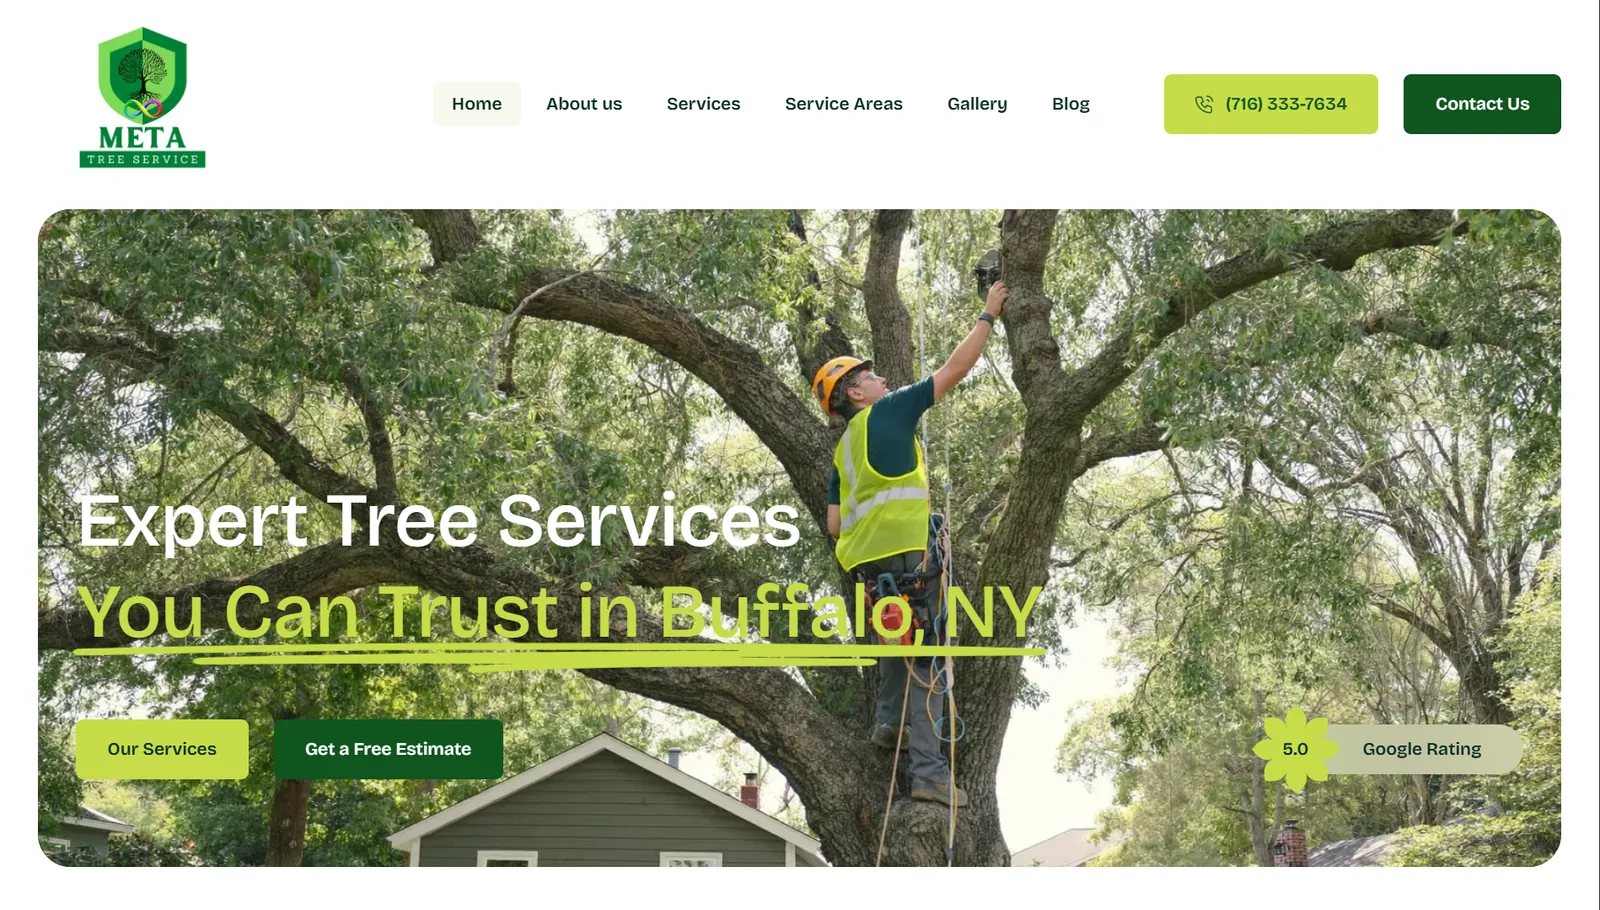 META
TREE SERVICE
Home
About us
Services
Service Areas
Gallery
Blog
(716) 333-7634
Contact Us
Expert Tree Services
You Can Trust in Buffalo, NY
Our Services
Get a Free Estimate
5.0
Google Rating